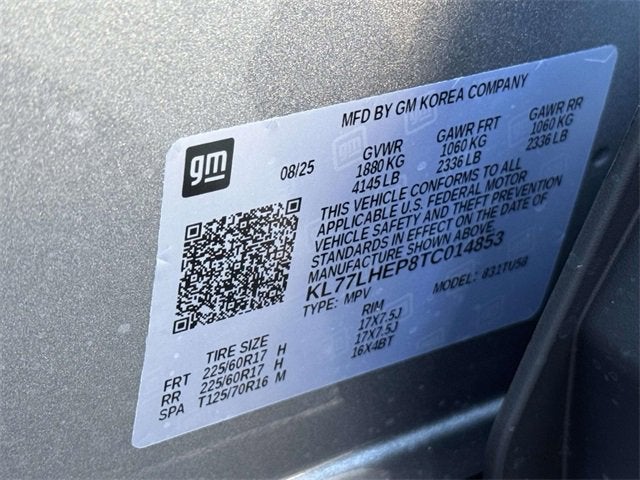 MFD BY GM KOREA COMPANY
gm
08/25
GVWR GAWR FRT GAWR RR
1880 KG 1060 KG 1060 KG
4145 LB 2336 LB 2336 LB
THIS VEHICLE CONFORMS TO ALL
APPLICABLE U.S. FEDERAL MOTOR
VEHICLE SAFETY AND THEFT PREVENTION
STANDARDS IN EFFECT ON THE DATE OF
MANUFACTURE SHOWN ABOVE.
KL77LHEP8TC014853
TYPE: MPV MODEL: 831TU58
TIRE SIZE RIM
FRT 225/60R17 H 17X7.5J
RR 225/60R17 H 17X7.5J
SPA T125/70R16 M 16X4BT